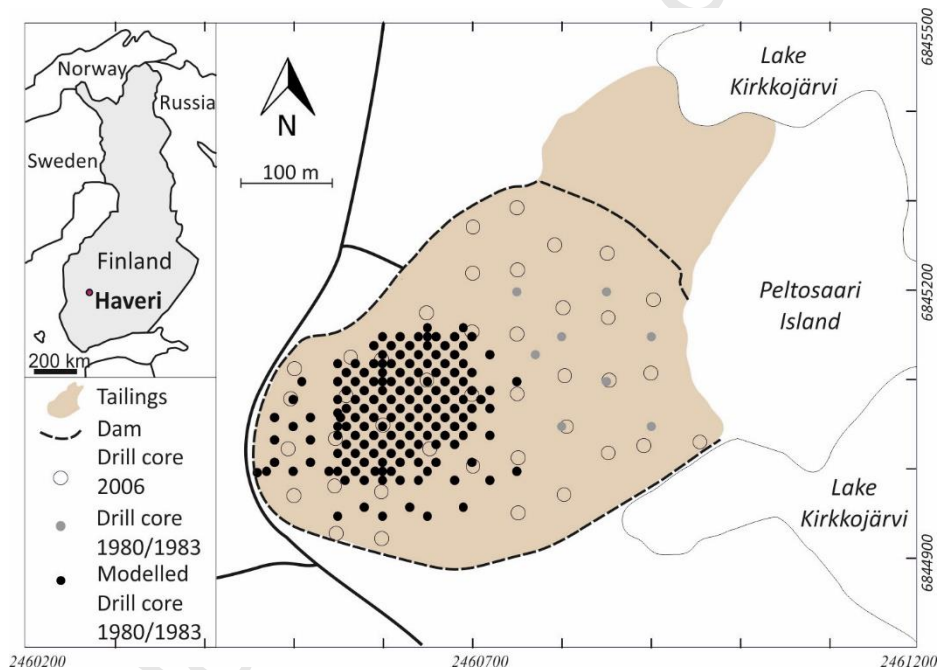 Norway
Russia
Sweden
Finland
Haveri
200 km
N
100 m
Lake
Kirkkojärvi
Peltosaari
Island
Lake
Kirkkojärvi
Tailings
Dam
Drill core
2006
Drill core
1980/1983
Modelled
Drill core
1980/1983
6845500
6845200
6844900
2460200
2460700
2461200